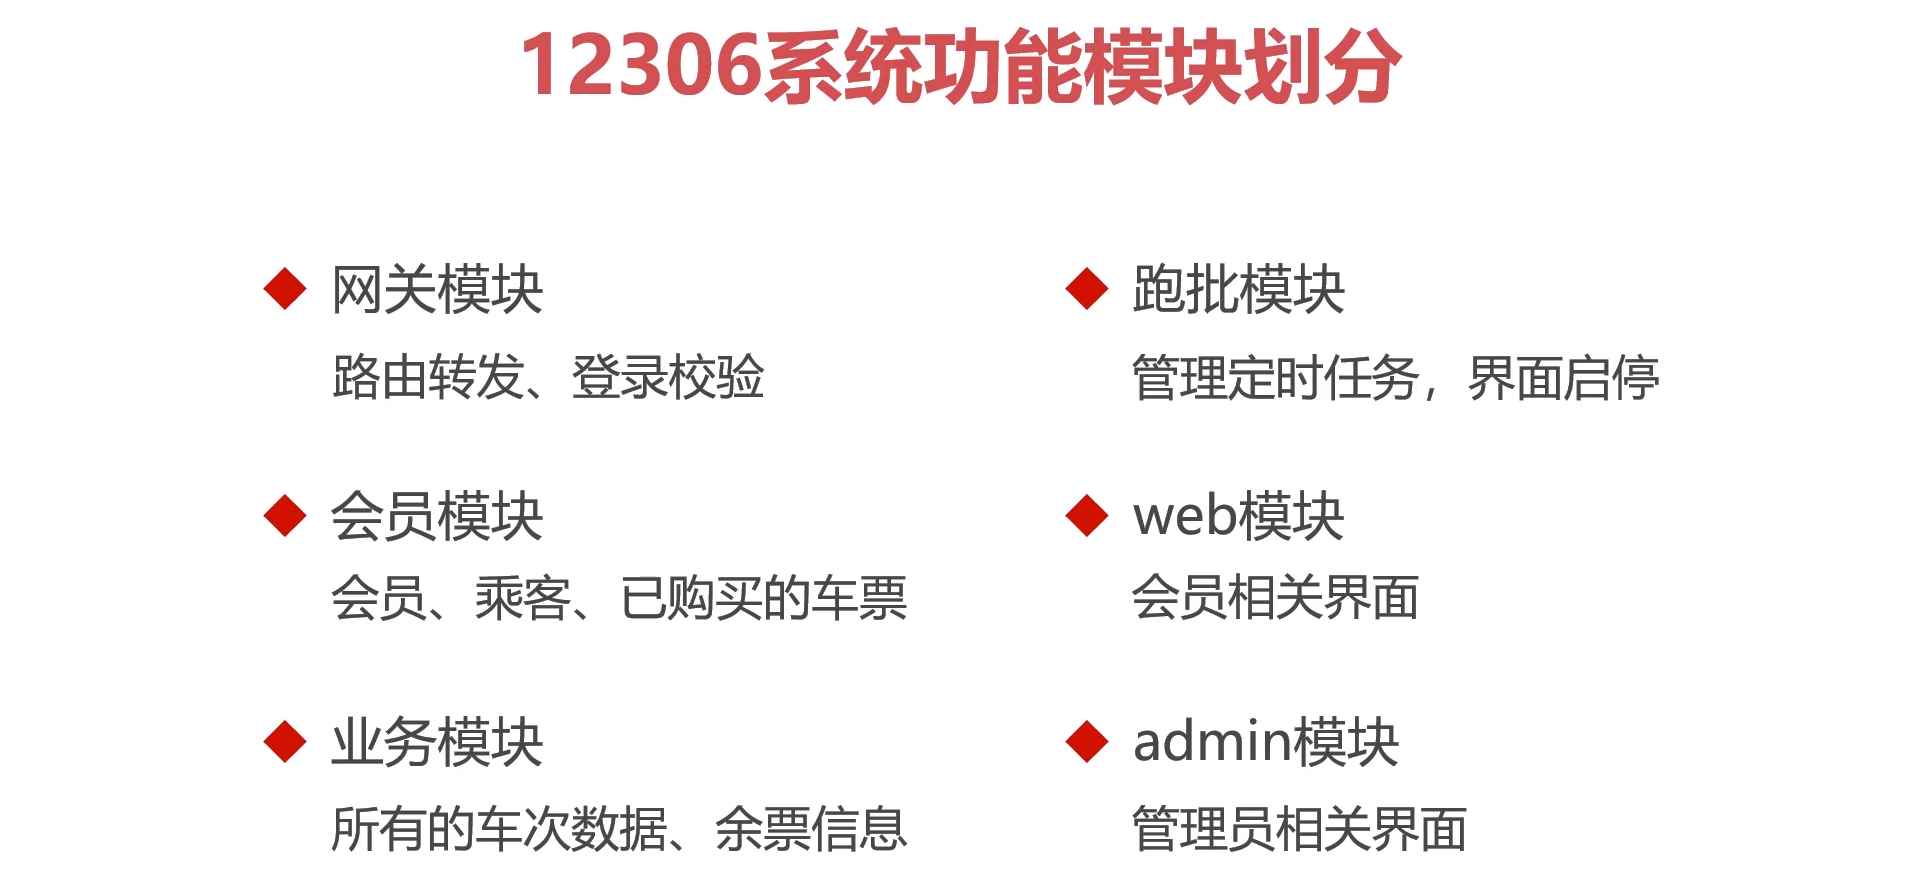 12306系统功能模块划分
网关模块
路由转发、登录校验
会员模块
会员、乘客、已购买的车票
业务模块
所有的车次数据、余票信息
跑批模块
管理定时任务，界面启停
web模块
会员相关界面
admin模块
管理员相关界面